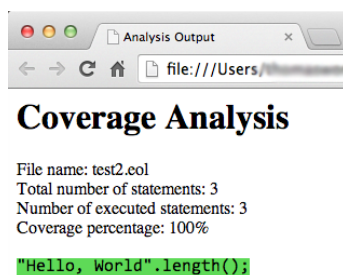 Analysis Output
file:///Users/
Coverage Analysis
File name: test2.eol
Total number of statements: 3
Number of executed statements: 3
Coverage percentage: 100%
"Hello, World".length();